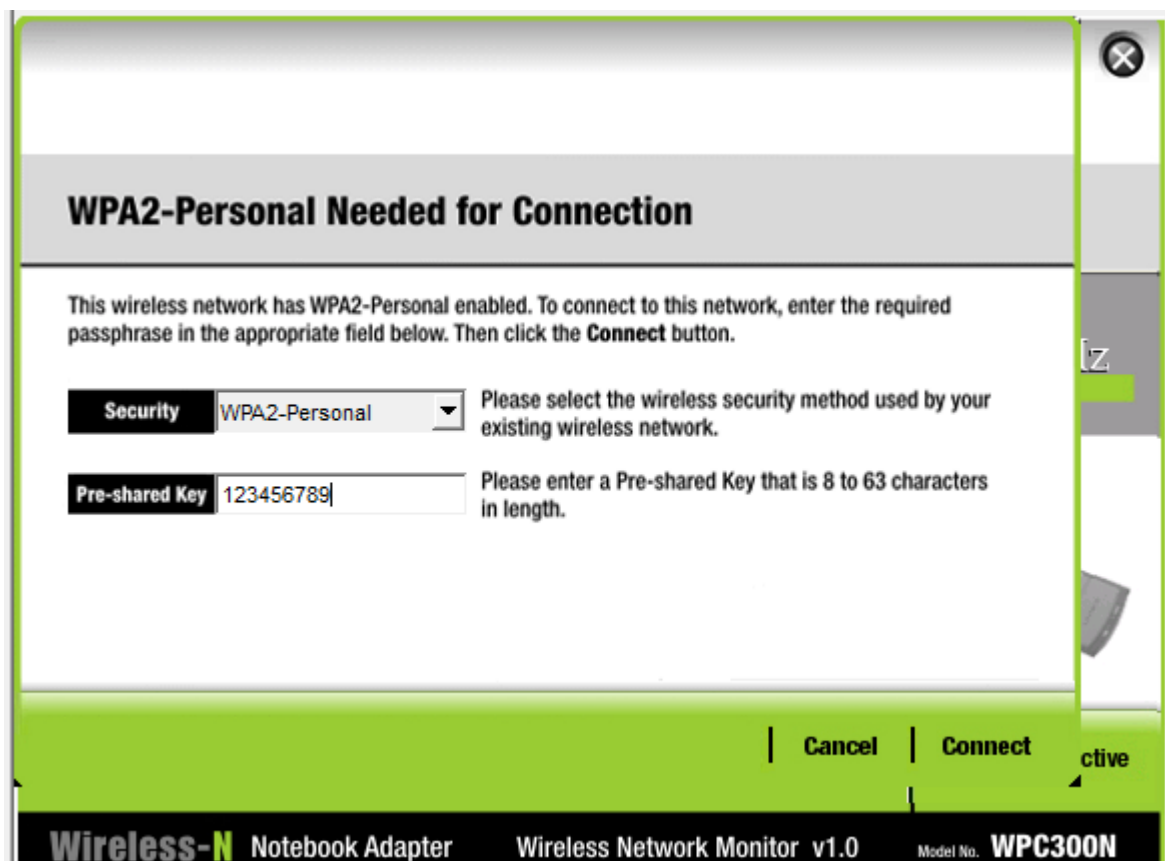 WPA2-Personal Needed for Connection
This wireless network has WPA2-Personal enabled. To connect to this network, enter the required
passphrase in the appropriate field below. Then click the Connect button.
Security WPA2-Personal Please select the wireless security method used by your
existing wireless network.
Pre-shared Key 123456789 Please enter a Pre-shared Key that is 8 to 63 characters
in length.
Cancel Connect ctive
Wireless-N Notebook Adapter Wireless Network Monitor v1.0 Model No. WPC300N